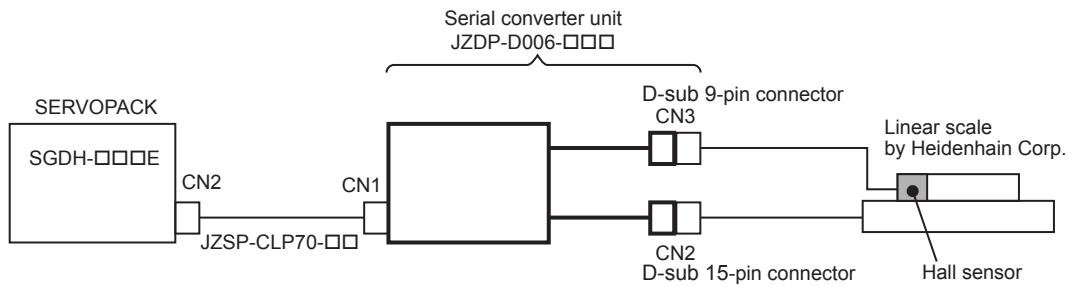 Serial converter unit
JZDP-D006-□□□
D-sub 9-pin connector
SERVOPACK
CN3
Linear scale
by Heidenhain Corp.
SGDH-□□□E
CN2
CN1
JZSP-CLP70-□□
CN2
D-sub 15-pin connector
Hall sensor